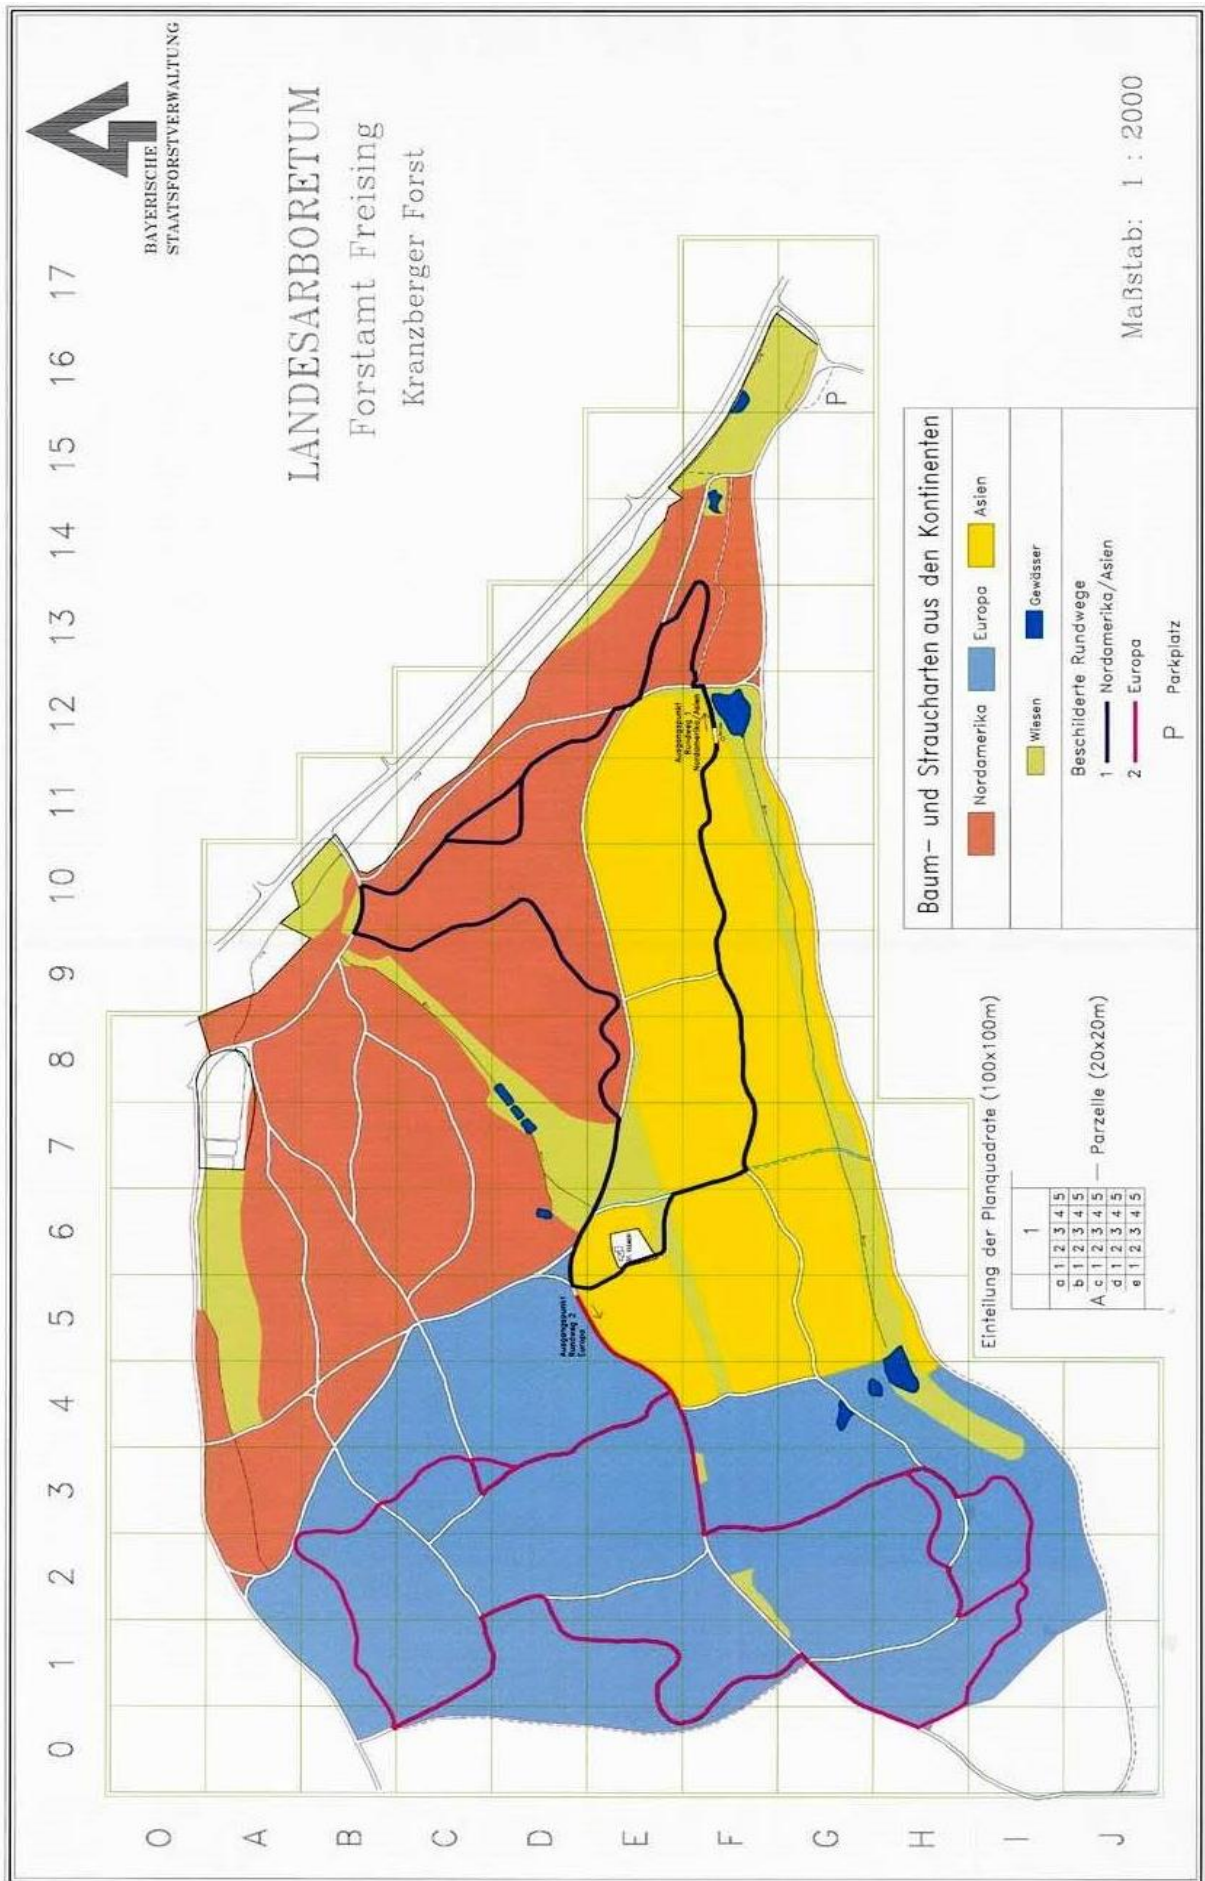 BAYERISCHE
STAATSFORSTVERWALTUNG
LANDESARBORETUM
Forstamt Freising
Kranzberger Forst
0 1 2 3 4 5 6 7 8 9 10 11 12 13 14 15 16 17
O
A
B
C
D
E
F
G
H
I
J
Ausgangspunkt
Rundweg 2
Europa
Ausgangspunkt
Rundweg 1
Nordamerika/Asien
P
Einteilung der Planquadrate (100x100m)
1
a 1 2 3 4 5
b 1 2 3 4 5
A c 1 2 3 4 5 — Parzelle (20x20m)
d 1 2 3 4 5
e 1 2 3 4 5
Baum- und Straucharten aus den Kontinenten
Nordamerika Europa Asien
Wiesen Gewässer
Beschilderte Rundwege
1 Nordamerika/Asien
2 Europa
P Parkplatz
Maßstab: 1 : 2000